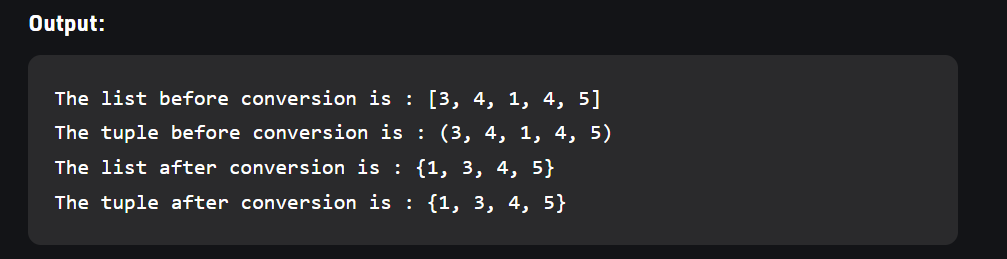 Output:
The list before conversion is : [3, 4, 1, 4, 5]
The tuple before conversion is : (3, 4, 1, 4, 5)
The list after conversion is : {1, 3, 4, 5}
The tuple after conversion is : {1, 3, 4, 5}